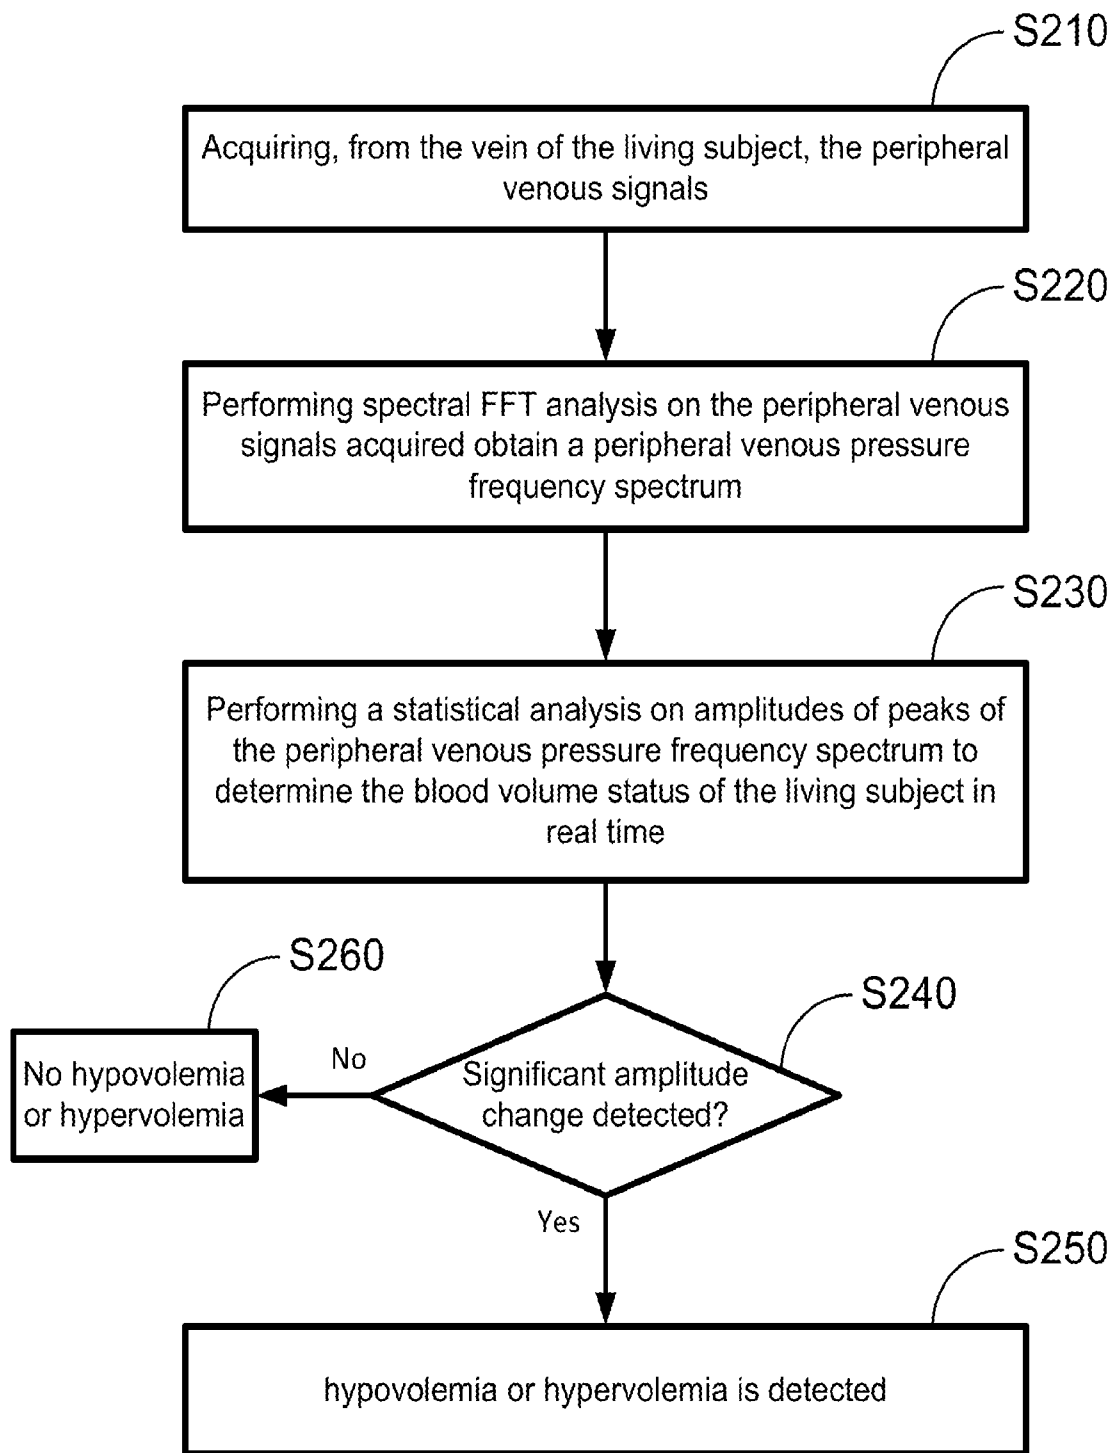 S210
Acquiring, from the vein of the living subject, the peripheral
venous signals
S220
Performing spectral FFT analysis on the peripheral venous
signals acquired obtain a peripheral venous pressure
frequency spectrum
S230
Performing a statistical analysis on amplitudes of peaks of
the peripheral venous pressure frequency spectrum to
determine the blood volume status of the living subject in
real time
S260
S240
No hypovolemia
or hypervolemia
No
Significant amplitude
change detected?
Yes
S250
hypovolemia or hypervolemia is detected